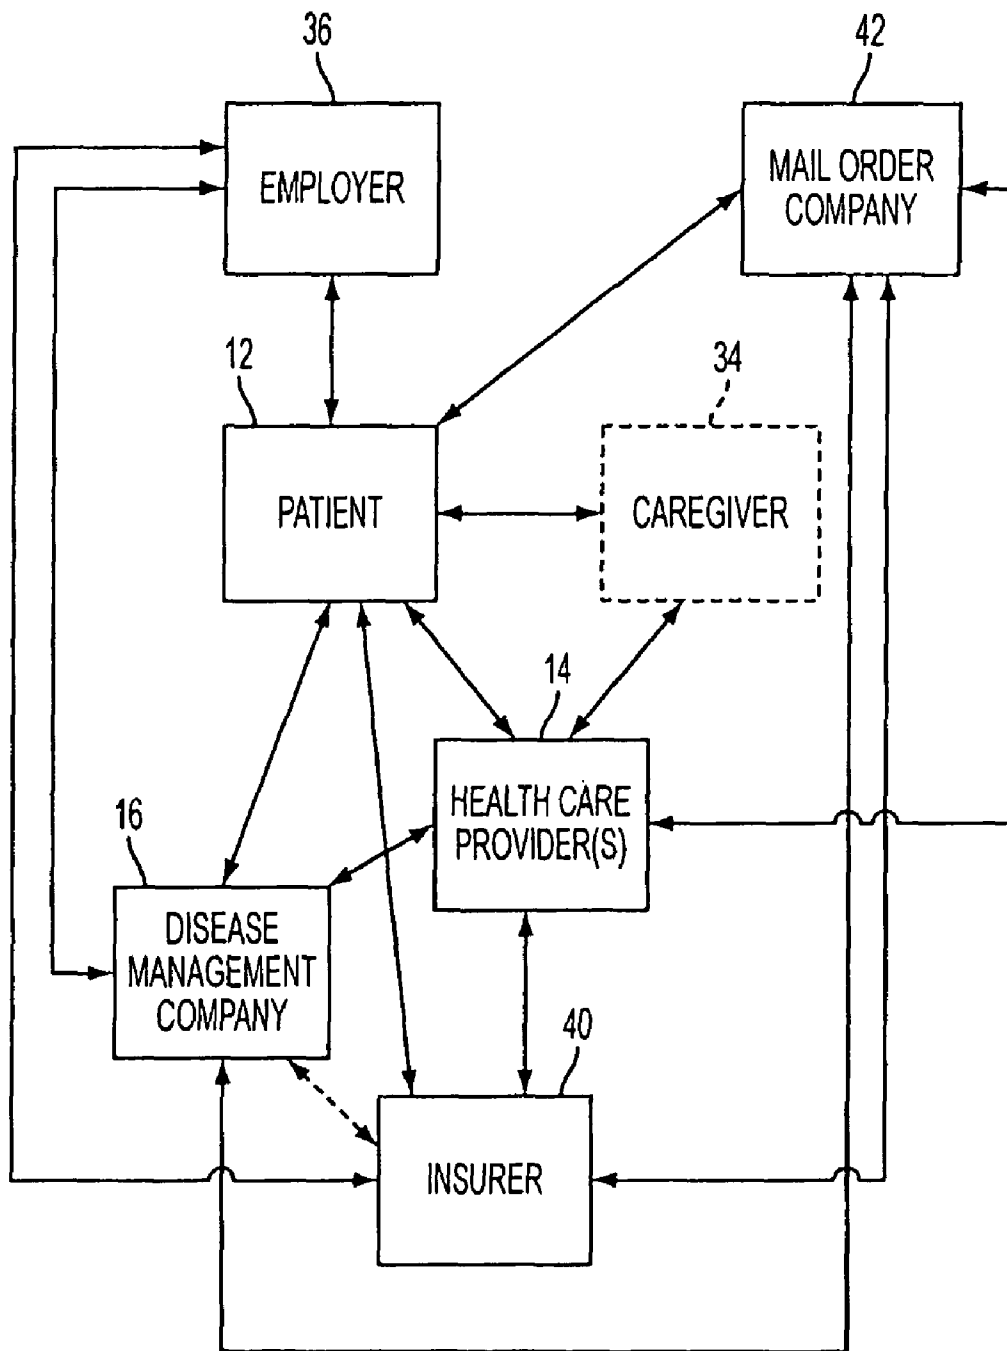 36
42
EMPLOYER
MAIL ORDER
COMPANY
12
34
PATIENT
CAREGIVER
14
HEALTH CARE
PROVIDER(S)
16
DISEASE
MANAGEMENT
COMPANY
40
INSURER